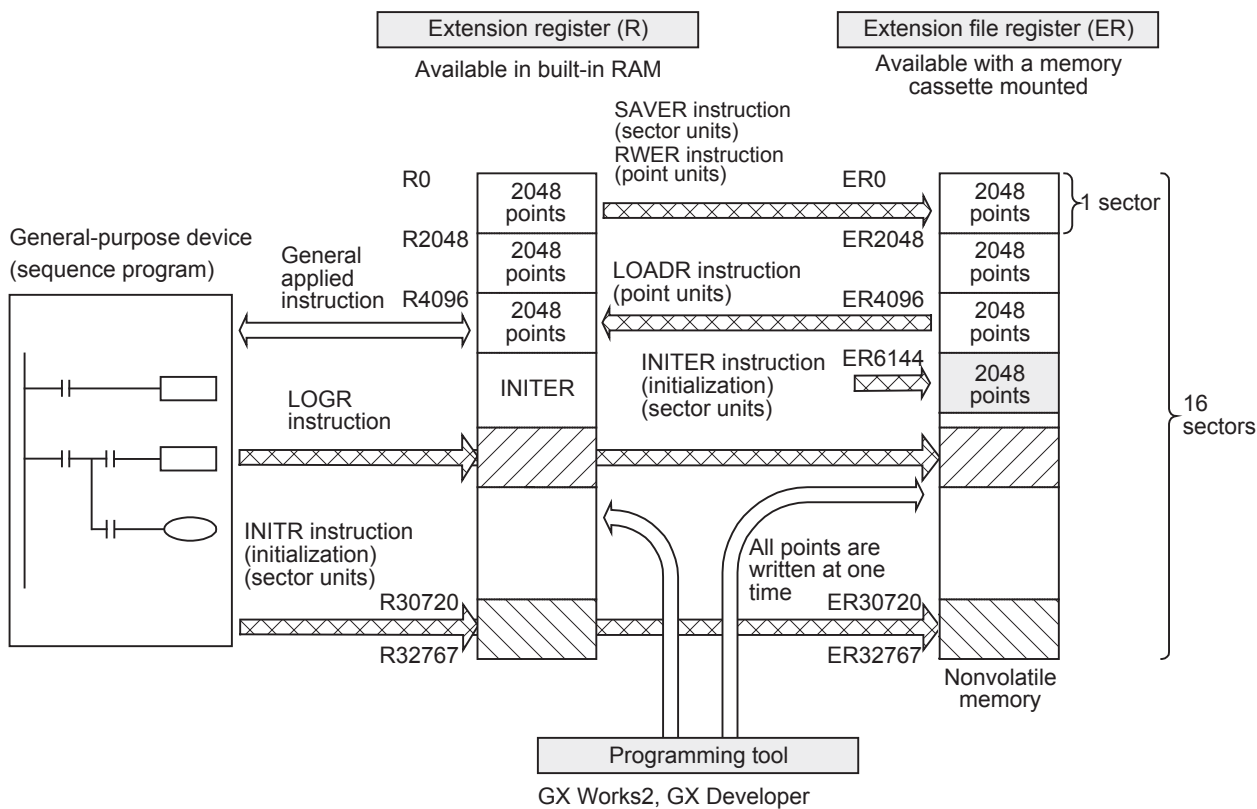 Extension register (R)
Available in built-in RAM
Extension file register (ER)
Available with a memory
cassette mounted
SAVER instruction
(sector units)
RWER instruction
(point units)
R0
2048
points
ER0
2048
points
1 sector
General-purpose device
(sequence program)
General
applied
instruction
R2048
2048
points
LOADR instruction
(point units)
ER2048
2048
points
R4096
2048
points
ER4096
2048
points
INITER
INITER instruction
(initialization)
(sector units)
ER6144
2048
points
16
sectors
LOGR
instruction
INITR instruction
(initialization)
(sector units)
All points are
written at one
time
R30720
R32767
ER30720
ER32767
Nonvolatile
memory
Programming tool
GX Works2, GX Developer